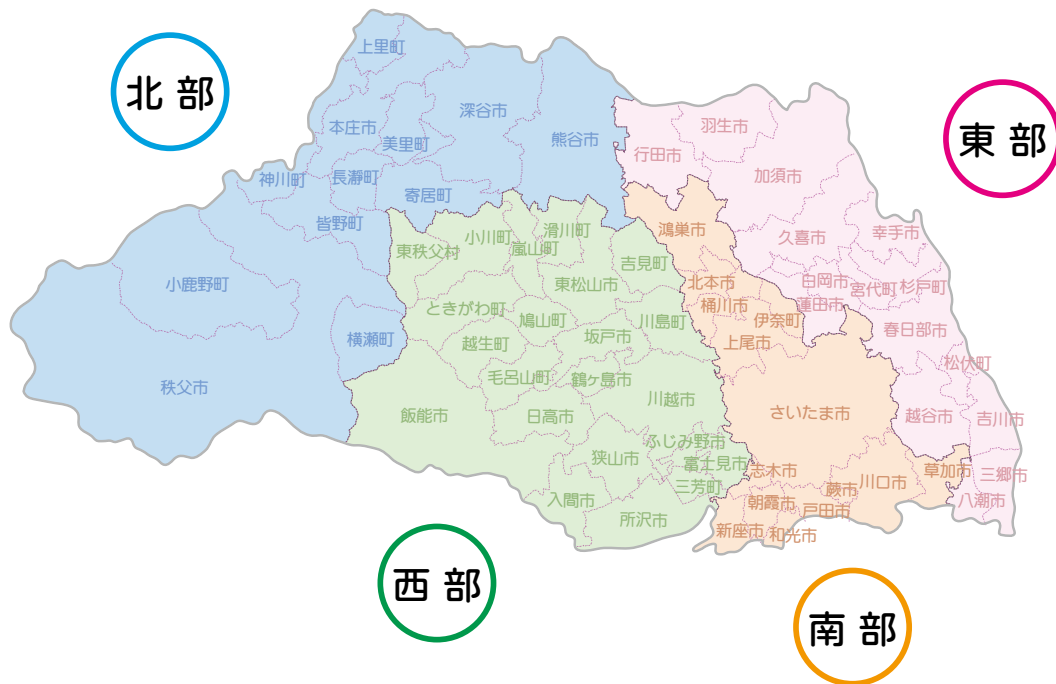 北部
東部
西部
南部
上里町
深谷市
本庄市
美里町
熊谷市
神川町
長瀞町
寄居町
皆野町
小鹿野町
横瀬町
秩父市
羽生市
行田市
加須市
久喜市
幸手市
白岡市
宮代町
杉戸町
蓮田市
春日部市
松伏町
越谷市
吉川市
三郷市
八潮市
鴻巣市
北本市
桶川市
伊奈町
上尾市
さいたま市
草加市
川口市
蕨市
戸田市
志木市
朝霞市
新座市
和光市
小川町
滑川町
東秩父村
嵐山町
吉見町
東松山市
ときがわ町
鳩山町
川島町
越生町
坂戸市
毛呂山町
鶴ヶ島市
飯能市
日高市
川越市
ふじみ野市
狭山市
富士見市
三芳町
入間市
所沢市